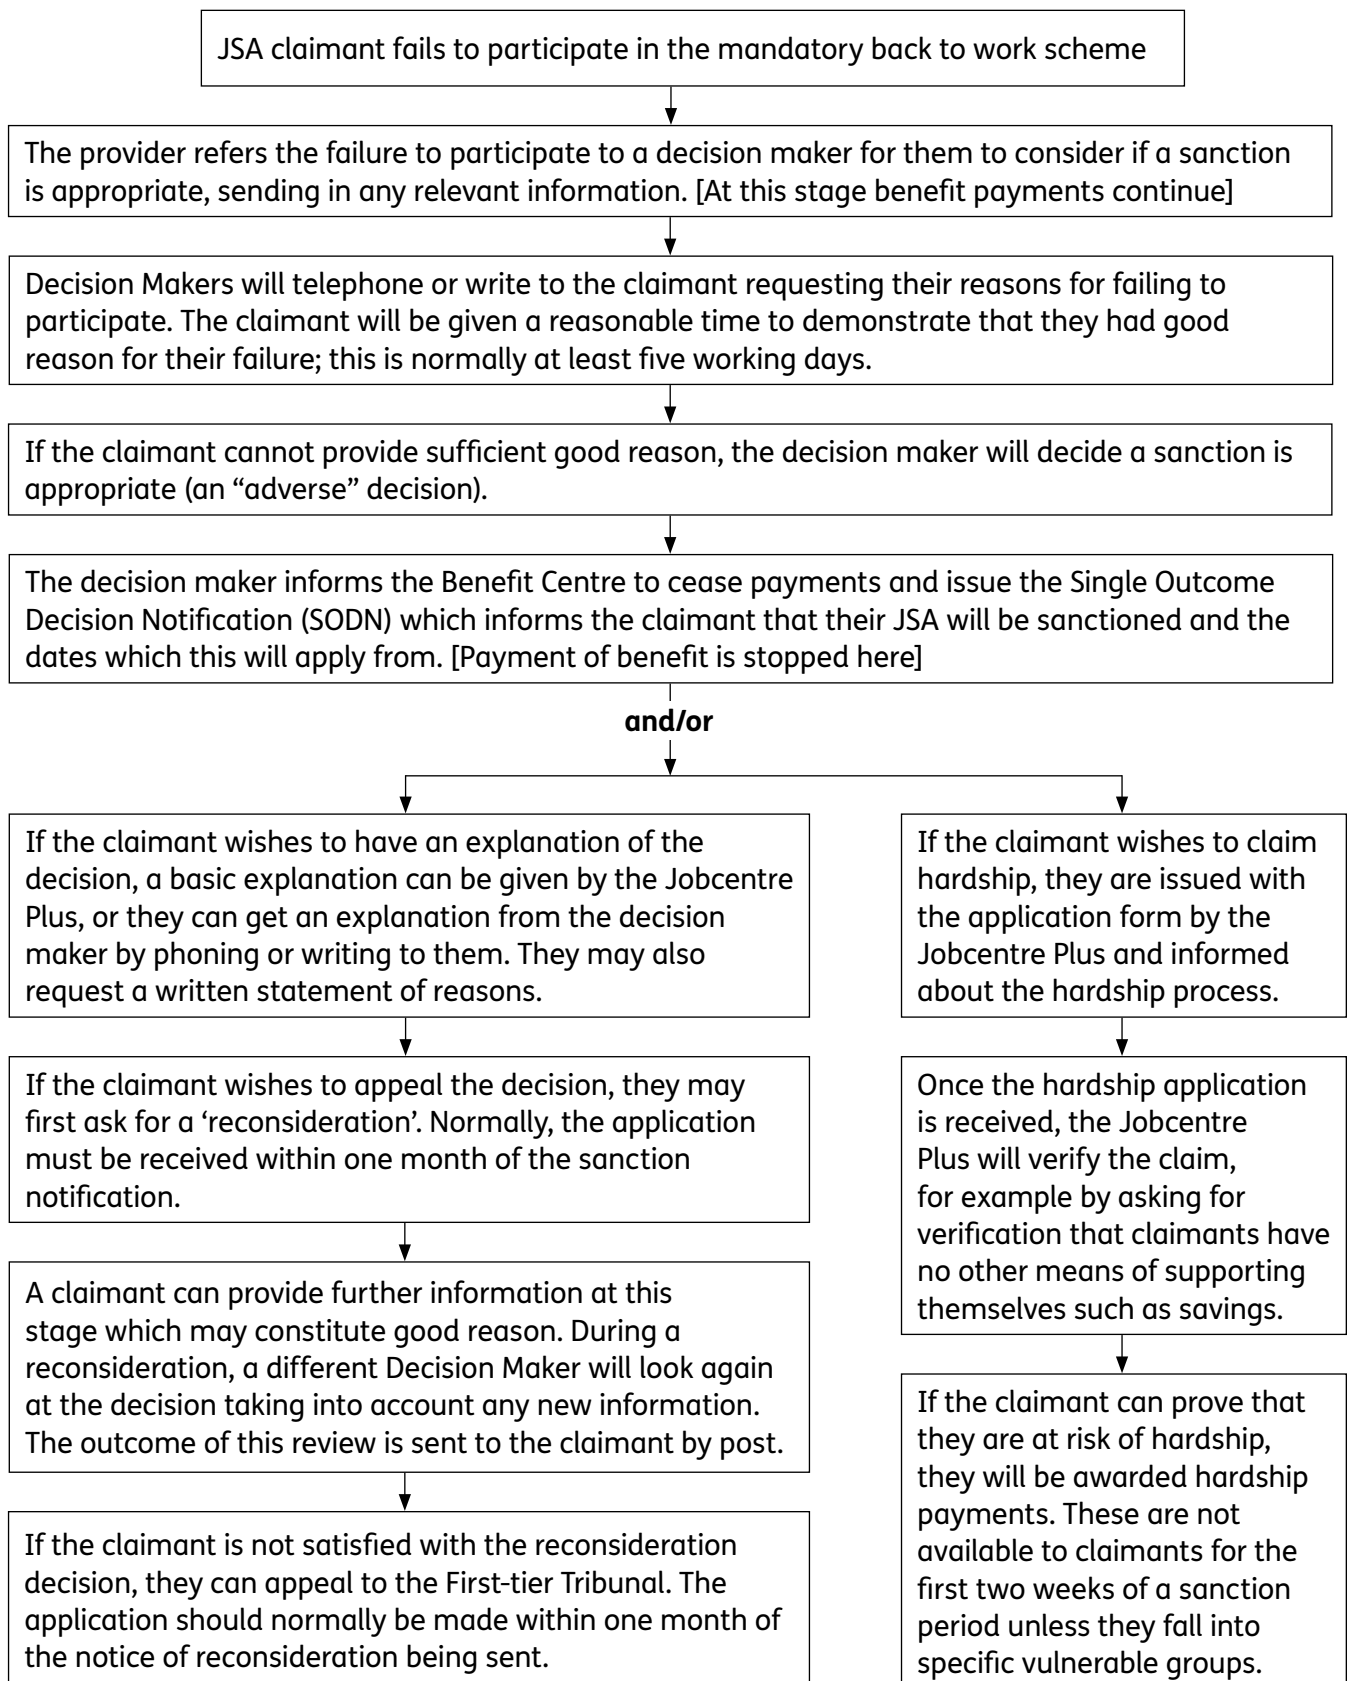 JSA claimant fails to participate in the mandatory back to work scheme
The provider refers the failure to participate to a decision maker for them to consider if a sanction
is appropriate, sending in any relevant information. [At this stage benefit payments continue]
Decision Makers will telephone or write to the claimant requesting their reasons for failing to
participate. The claimant will be given a reasonable time to demonstrate that they had good
reason for their failure; this is normally at least five working days.
If the claimant cannot provide sufficient good reason, the decision maker will decide a sanction is
appropriate (an “adverse” decision).
The decision maker informs the Benefit Centre to cease payments and issue the Single Outcome
Decision Notification (SODN) which informs the claimant that their JSA will be sanctioned and the
dates which this will apply from. [Payment of benefit is stopped here]
and/or
If the claimant wishes to have an explanation of the
decision, a basic explanation can be given by the Jobcentre
Plus, or they can get an explanation from the decision
maker by phoning or writing to them. They may also
request a written statement of reasons.
If the claimant wishes to appeal the decision, they may
first ask for a ‘reconsideration’. Normally, the application
must be received within one month of the sanction
notification.
A claimant can provide further information at this
stage which may constitute good reason. During a
reconsideration, a different Decision Maker will look again
at the decision taking into account any new information.
The outcome of this review is sent to the claimant by post.
If the claimant is not satisfied with the reconsideration
decision, they can appeal to the First-tier Tribunal. The
application should normally be made within one month of
the notice of reconsideration being sent.
If the claimant wishes to claim
hardship, they are issued with
the application form by the
Jobcentre Plus and informed
about the hardship process.
Once the hardship application
is received, the Jobcentre
Plus will verify the claim,
for example by asking for
verification that claimants have
no other means of supporting
themselves such as savings.
If the claimant can prove that
they are at risk of hardship,
they will be awarded hardship
payments. These are not
available to claimants for the
first two weeks of a sanction
period unless they fall into
specific vulnerable groups.